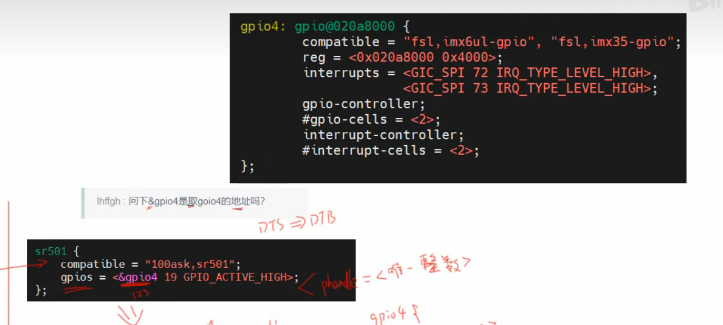 gpio4: gpio@020a8000 {
compatible = "fsl,imx6ul-gpio", "fsl,imx35-gpio";
reg = <0x020a8000 0x4000>;
interrupts = <GIC_SPI 72 IRQ_TYPE_LEVEL_HIGH>,
<GIC_SPI 73 IRQ_TYPE_LEVEL_HIGH>;
gpio-controller;
#gpio-cells = <2>;
interrupt-controller;
#interrupt-cells = <2>;
};
lhffgh : 问下&gpio4是取goio4的地址吗?
DTS => DTB
sr501 {
compatible = "100ask,sr501";
gpios = <&gpio4 19 GPIO_ACTIVE_HIGH>;
};
123
phandle = <唯一整数>
gpio4 {